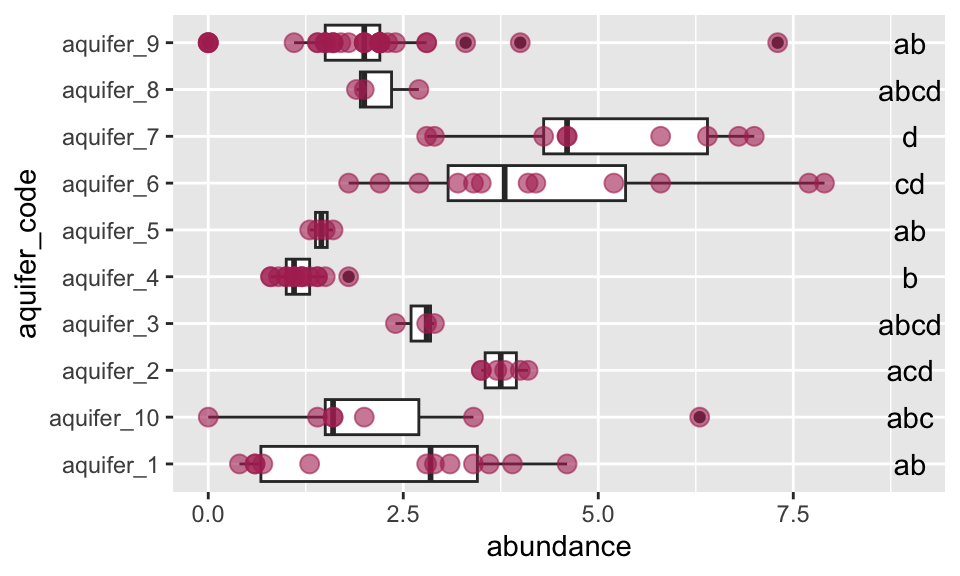 aquifer_code
aquifer_9 ab
aquifer_8 abcd
aquifer_7 d
aquifer_6 cd
aquifer_5 ab
aquifer_4 b
aquifer_3 abcd
aquifer_2 acd
aquifer_10 abc
aquifer_1 ab
0.0 2.5 5.0 7.5
abundance